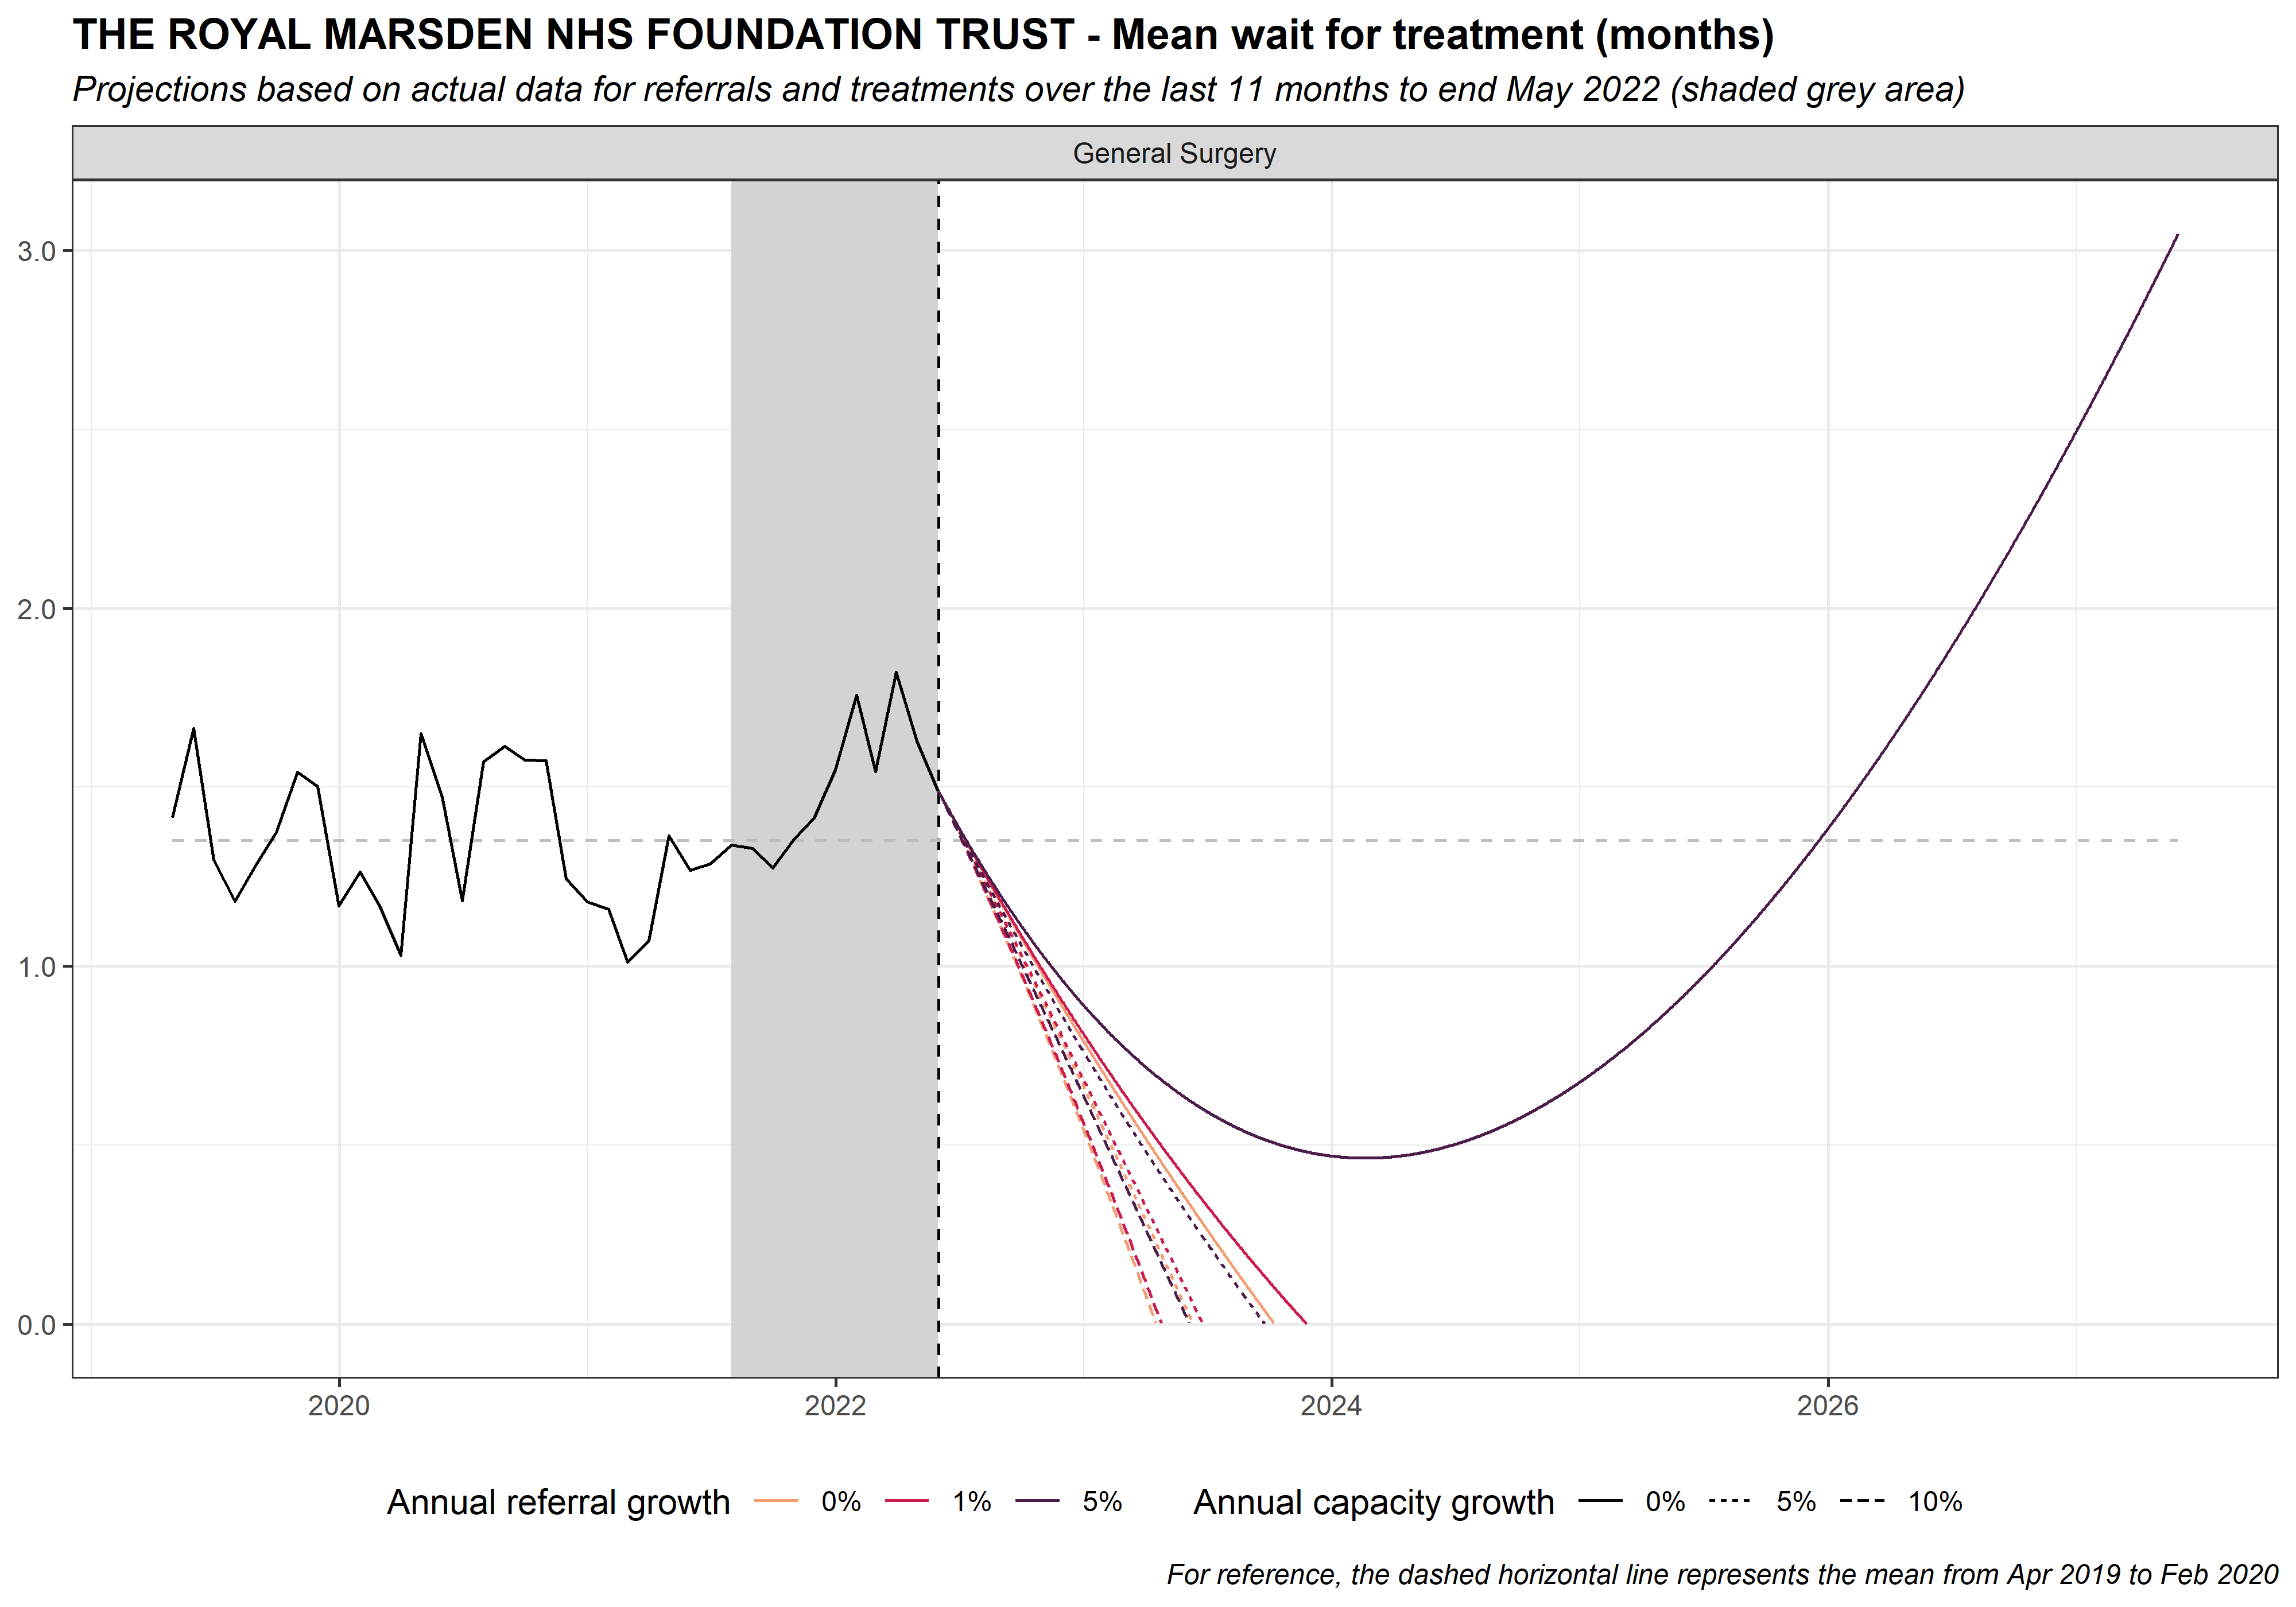 THE ROYAL MARSDEN NHS FOUNDATION TRUST - Mean wait for treatment (months)
Projections based on actual data for referrals and treatments over the last 11 months to end May 2022 (shaded grey area)
General Surgery
3.0
2.0
1.0
0.0
2020 2022 2024 2026
Annual referral growth 0% 1% 5% Annual capacity growth 0% 5% 10%
For reference, the dashed horizontal line represents the mean from Apr 2019 to Feb 2020